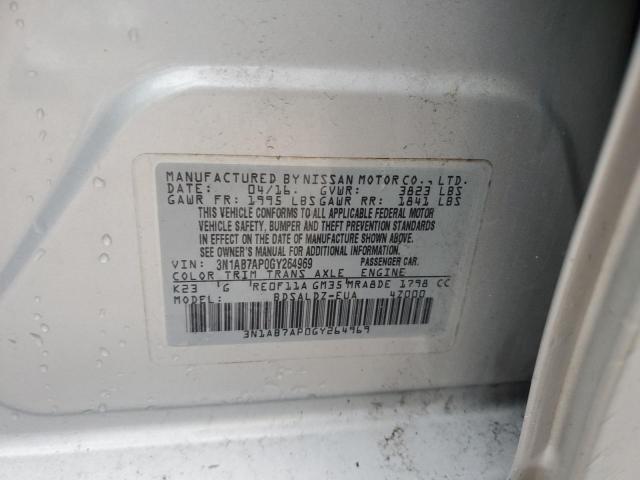 MANUFACTURED BY NISSAN MOTOR CO., LTD.
DATE: 04/16 GVWR: 3823 LBS
GAWR FR: 1995 LBS GAWR RR: 1841 LBS
THIS VEHICLE CONFORMS TO ALL APPLICABLE FEDERAL MOTOR
VEHICLE SAFETY, BUMPER AND THEFT PREVENTION STANDARDS
IN EFFECT ON THE DATE OF MANUFACTURE SHOWN ABOVE.
SEE OWNER'S MANUAL FOR ADDITIONAL INFORMATION.
VIN: 3N1AB7AP0GY264969 PASSENGER CAR
COLOR TRIM TRANS AXLE ENGINE
K23 G RE0F11A GM35 MRA8DE 1798 CC
BDSALDZ-EUA 4Z000
3N1AB7AP0GY264969